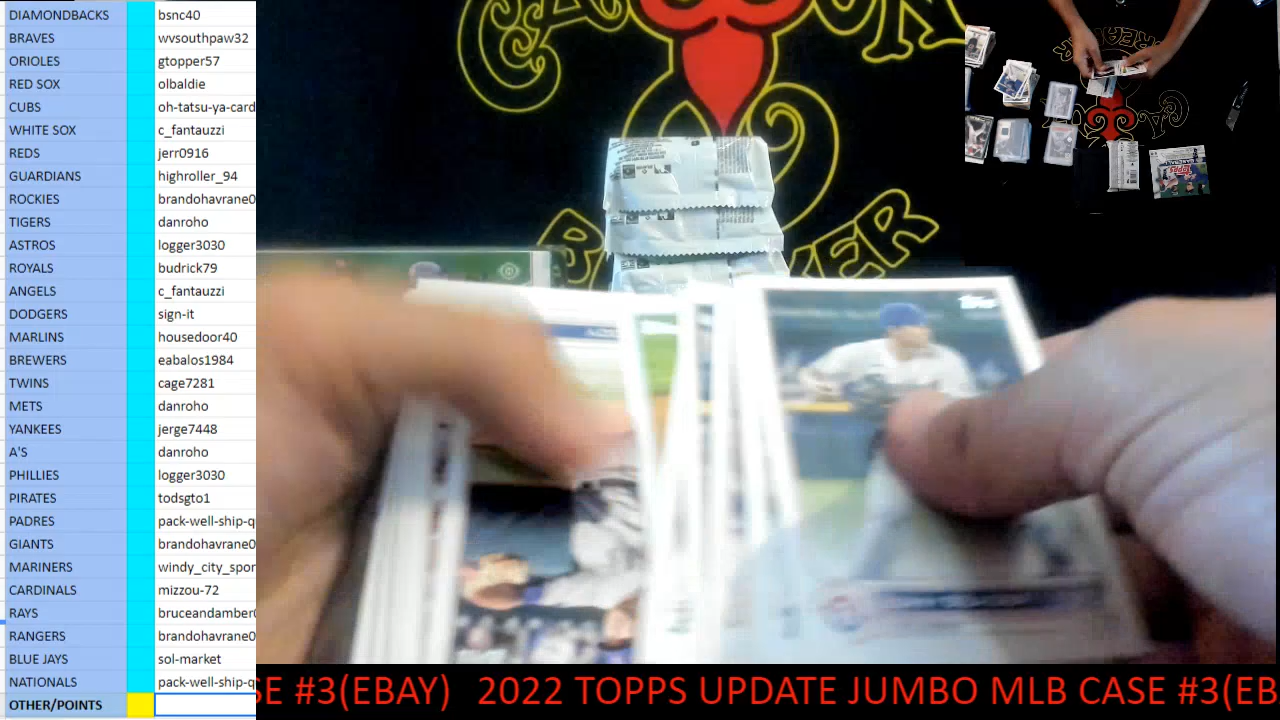 DIAMONDBACKS bsnc40
BRAVES wvsouthpaw32
ORIOLES gtopper57
RED SOX olbaldie
CUBS oh-tatsu-ya-card
WHITE SOX c_fantauzzi
REDS jerr0916
GUARDIANS highroller_94
ROCKIES brandohavrane0
TIGERS danroho
ASTROS logger3030
ROYALS budrick79
ANGELS c_fantauzzi
DODGERS sign-it
MARLINS housedoor40
BREWERS eabalos1984
TWINS cage7281
METS danroho
YANKEES jerge7448
A'S danroho
PHILLIES logger3030
PIRATES todsgto1
PADRES pack-well-ship-q
GIANTS brandohavrane0
MARINERS windy_city_spor
CARDINALS mizzou-72
RAYS bruceandamber
RANGERS brandohavrane0
BLUE JAYS sol-market
NATIONALS pack-well-ship-q
OTHER/POINTS
SE #3(EBAY) 2022 TOPPS UPDATE JUMBO MLB CASE #3(EB